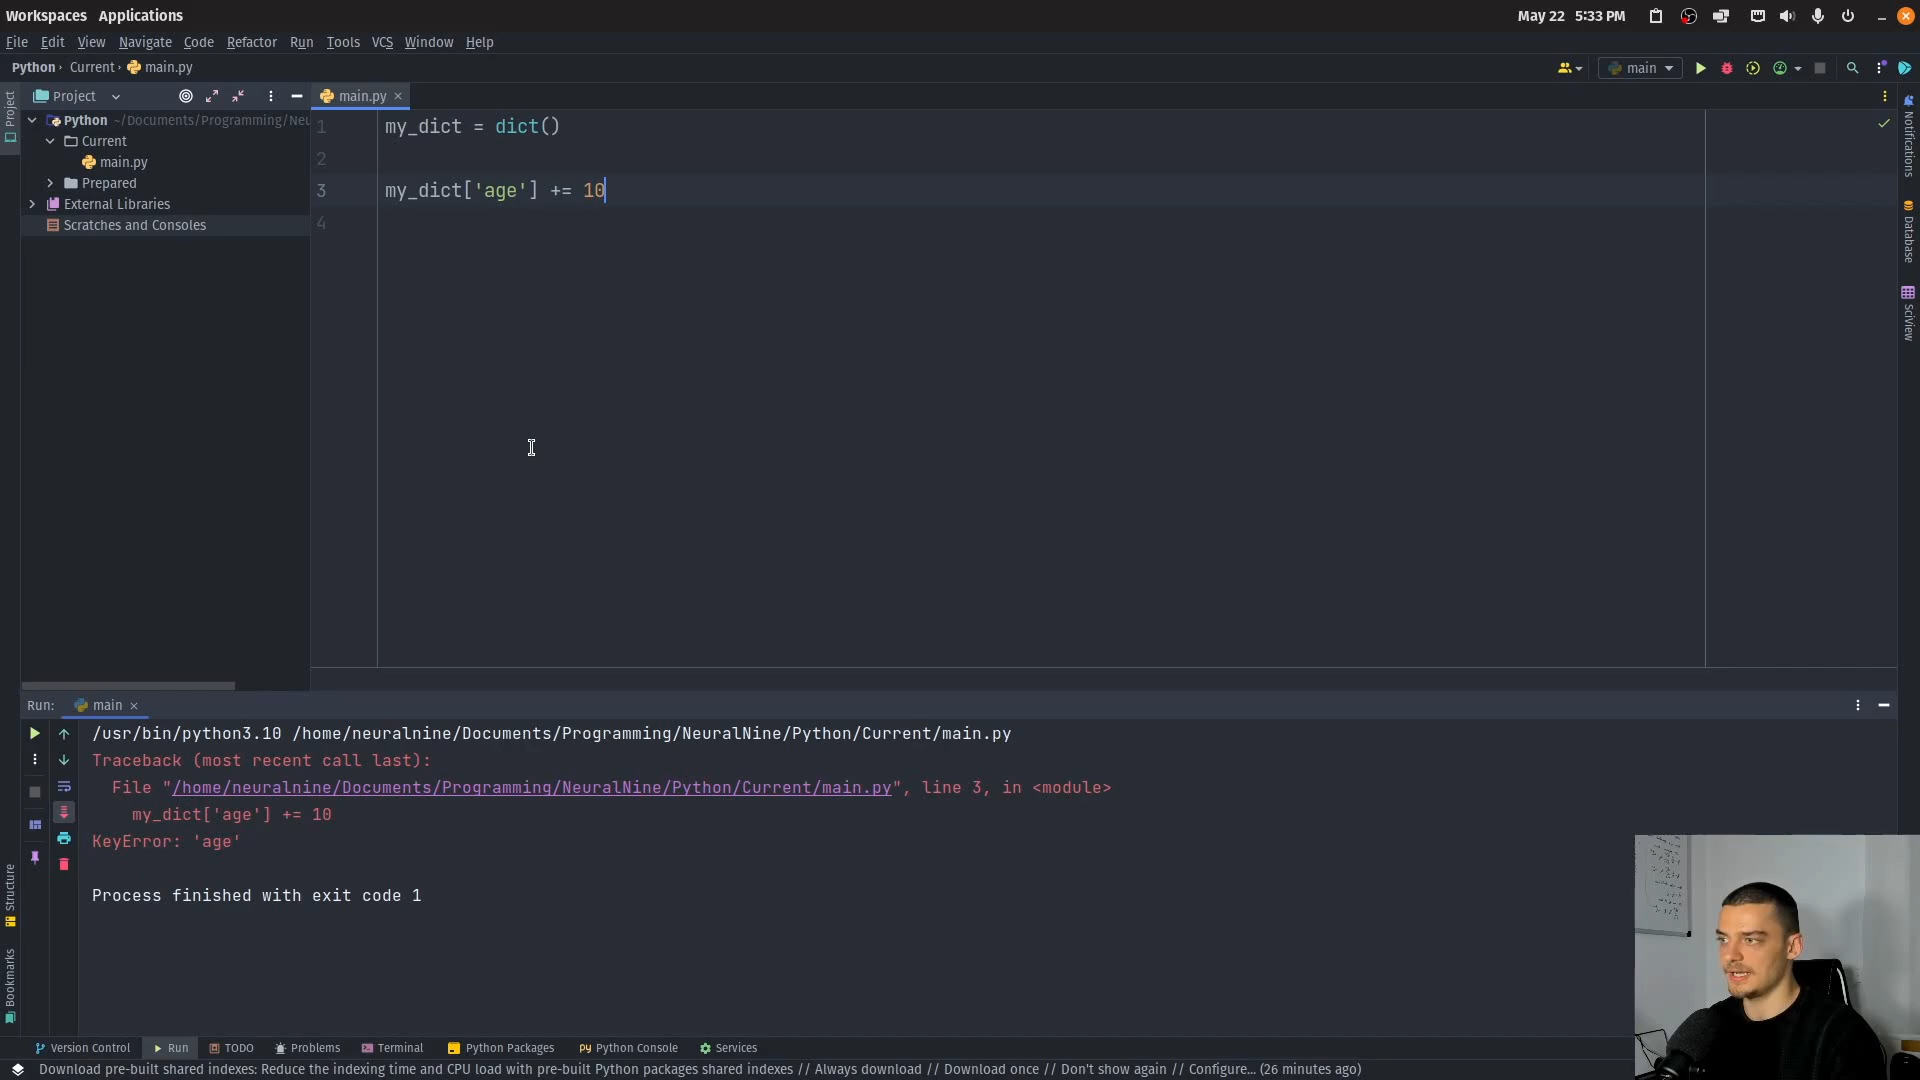 Workspaces Applications
May 22 5:33 PM
File Edit View Navigate Code Refactor Run Tools VCS Window Help
Python Current main.py
main
Project
main.py
Project
Python ~/Documents/Programming/Neu
Current
main.py
Prepared
External Libraries
Scratches and Consoles
1 my_dict = dict()
2
3 my_dict['age'] += 10
4
Notifications
Database
SciView
Run: main
/usr/bin/python3.10 /home/neuralnine/Documents/Programming/NeuralNine/Python/Current/main.py
Traceback (most recent call last):
File "/home/neuralnine/Documents/Programming/NeuralNine/Python/Current/main.py", line 3, in <module>
my_dict['age'] += 10
KeyError: 'age'
Process finished with exit code 1
Structure
Bookmarks
Version Control Run TODO Problems Terminal Python Packages Python Console Services
Download pre-built shared indexes: Reduce the indexing time and CPU load with pre-built Python packages shared indexes // Always download // Download once // Don't show again // Configure... (26 minutes ago)